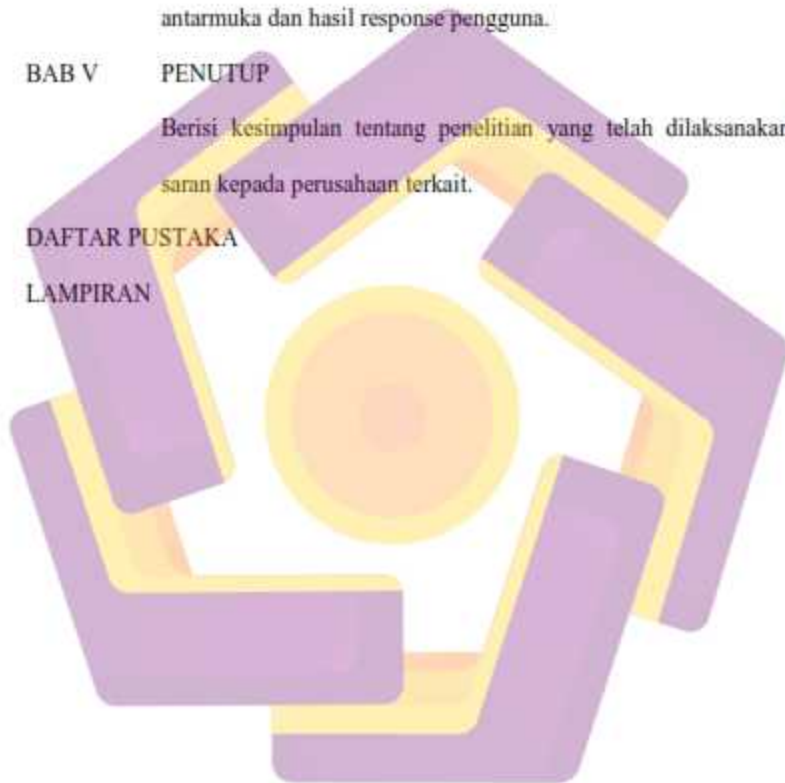 antarmuka dan hasil response pengguna.
BAB V PENUTUP
Berisi kesimpulan tentang penelitian yang telah dilaksanakan
saran kepada perusahaan terkait.
DAFTAR PUSTAKA
LAMPIRAN